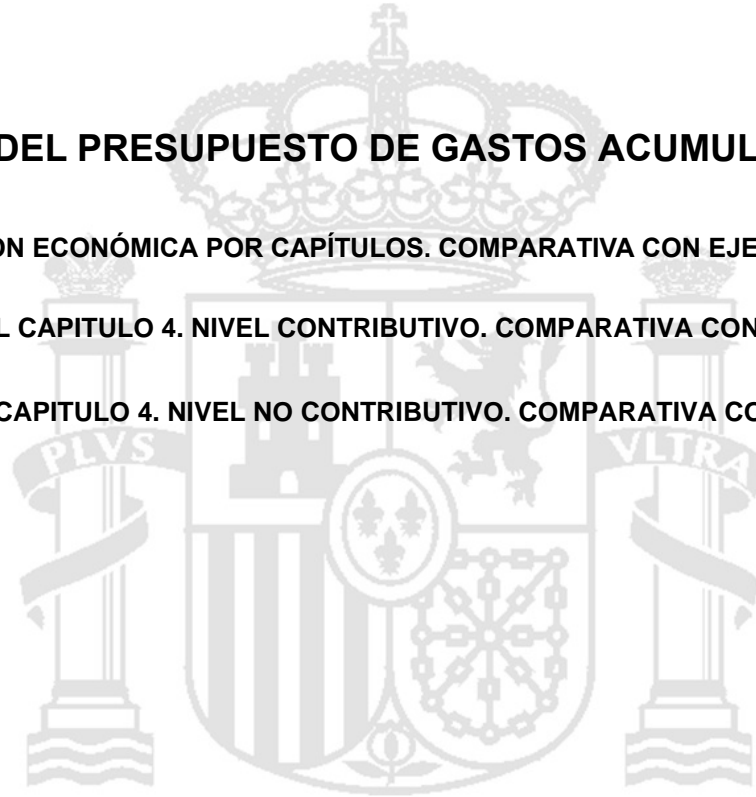 DEL PRESUPUESTO DE GASTOS ACUMUL
ÓN ECONÓMICA POR CAPÍTULOS. COMPARATIVA CON EJE
L CAPITULO 4. NIVEL CONTRIBUTIVO. COMPARATIVA CON
CAPITULO 4. NIVEL NO CONTRIBUTIVO. COMPARATIVA CO
PLVS VLTRA